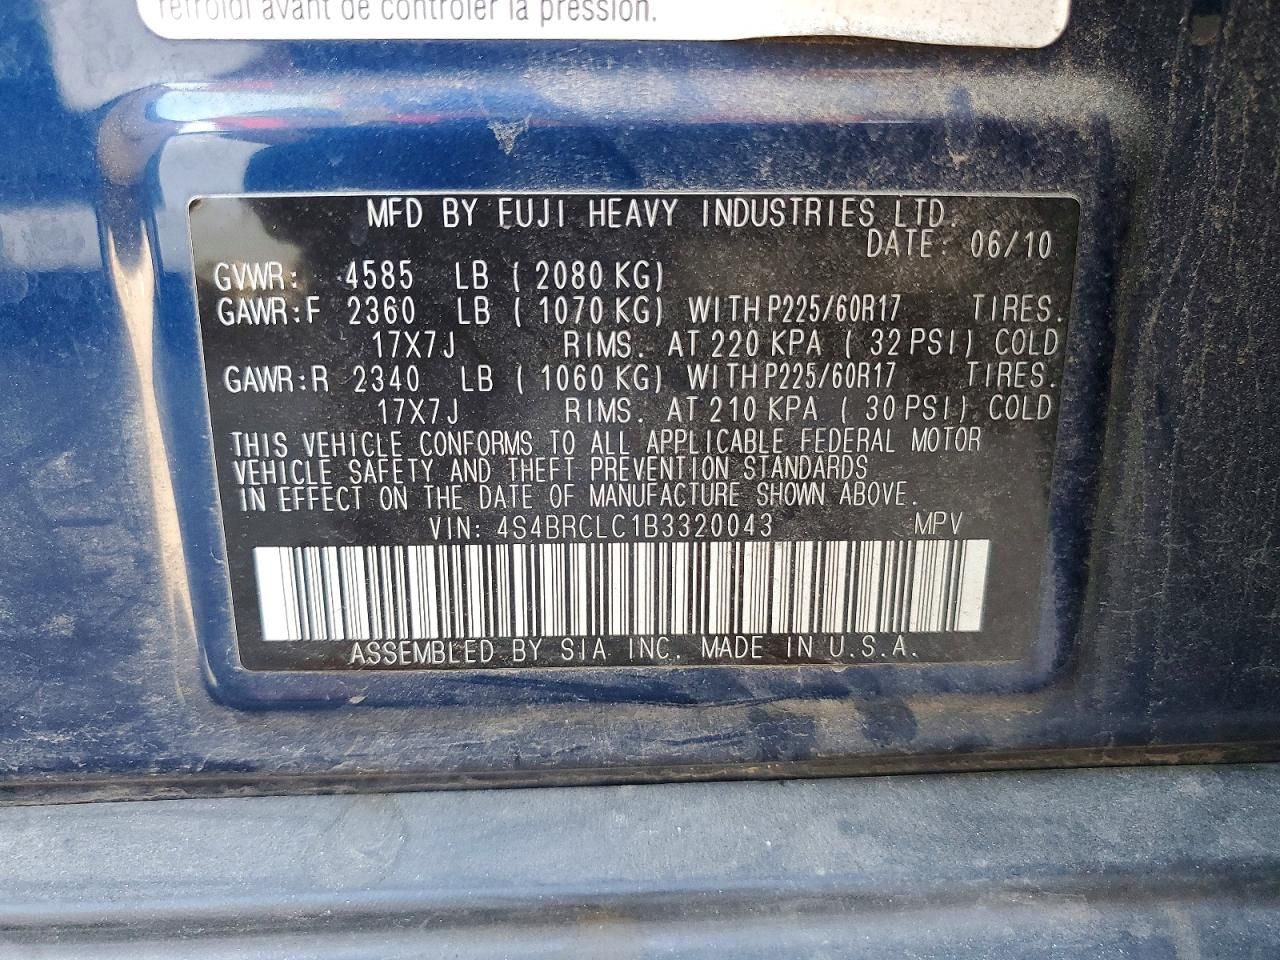 refroidi avant de contrôler la pression.
MFD BY FUJI HEAVY INDUSTRIES LTD.
DATE: 06/10
GVWR: 4585 LB ( 2080 KG)
GAWR:F 2360 LB ( 1070 KG) WITH P225/60R17 TIRES.
17X7J RIMS. AT 220 KPA ( 32 PSI) COLD
GAWR:R 2340 LB ( 1060 KG) WITH P225/60R17 TIRES.
17X7J RIMS. AT 210 KPA ( 30 PSI) COLD
THIS VEHICLE CONFORMS TO ALL APPLICABLE FEDERAL MOTOR
VEHICLE SAFETY AND THEFT PREVENTION STANDARDS
IN EFFECT ON THE DATE OF MANUFACTURE SHOWN ABOVE.
VIN: 4S4BRCLC1B3320043 MPV
ASSEMBLED BY SIA INC. MADE IN U.S.A.